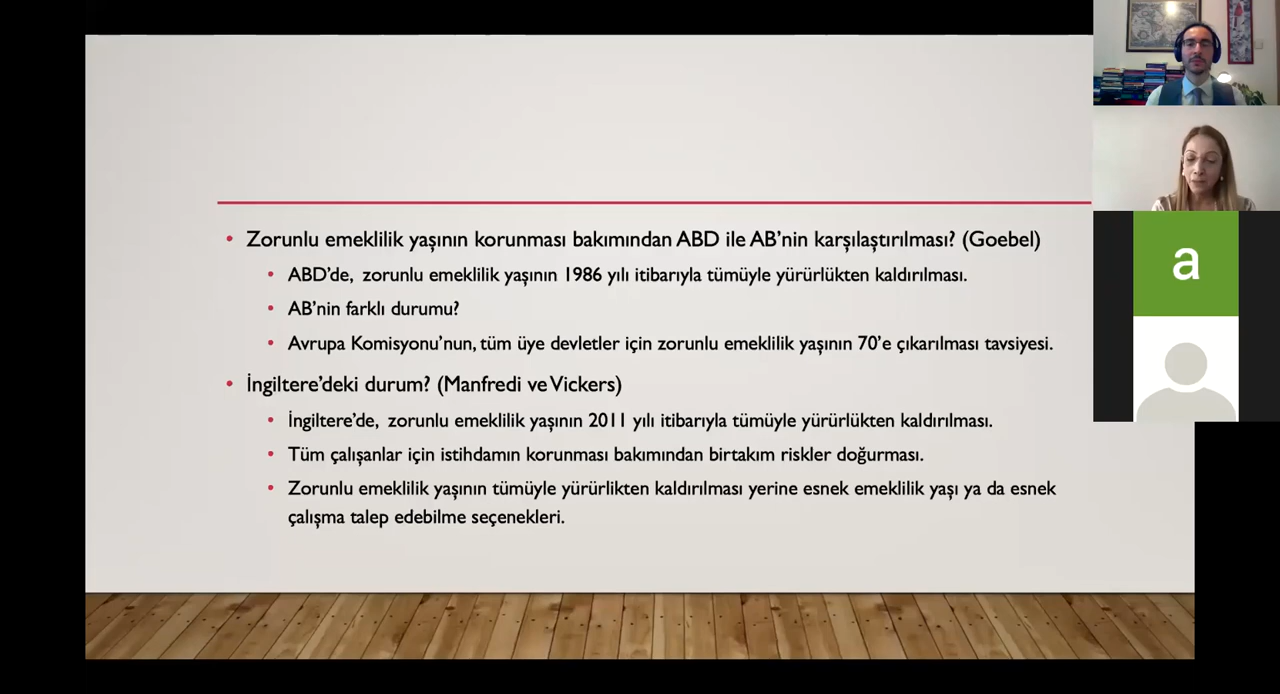 Zorunlu emeklilik yaşının korunması bakımından ABD ile AB'nin karşılaştırılması? (Goebel)
ABD'de, zorunlu emeklilik yaşının 1986 yılı itibarıyla tümüyle yürürlükten kaldırılması.
AB'nin farklı durumu?
Avrupa Komisyonu'nun, tüm üye devletler için zorunlu emeklilik yaşının 70'e çıkarılması tavsiyesi.
İngiltere'deki durum? (Manfredi ve Vickers)
İngiltere'de, zorunlu emeklilik yaşının 2011 yılı itibarıyla tümüyle yürürlükten kaldırılması.
Tüm çalışanlar için istihdamın korunması bakımından birtakım riskler doğurması.
Zorunlu emeklilik yaşının tümüyle yürürlikten kaldırılması yerine esnek emeklilik yaşı ya da esnek
çalışma talep edebilme seçenekleri.
a